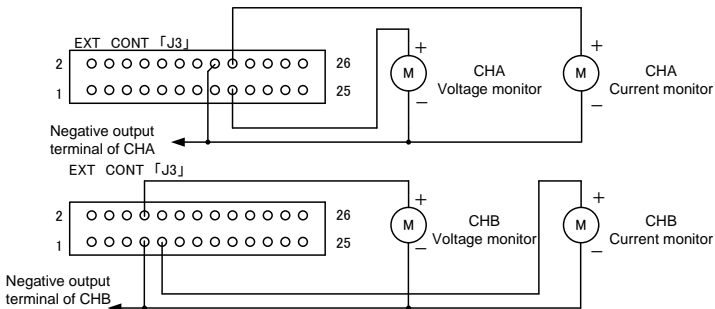 EXT CONT 「J3」
2 26
1 25
+ +
M M
− −
CHA
Voltage monitor
CHA
Current monitor
Negative output
terminal of CHA
EXT CONT 「J3」
2 26
1 25
+ +
M M
− −
CHB
Voltage monitor
CHB
Current monitor
Negative output
terminal of CHB